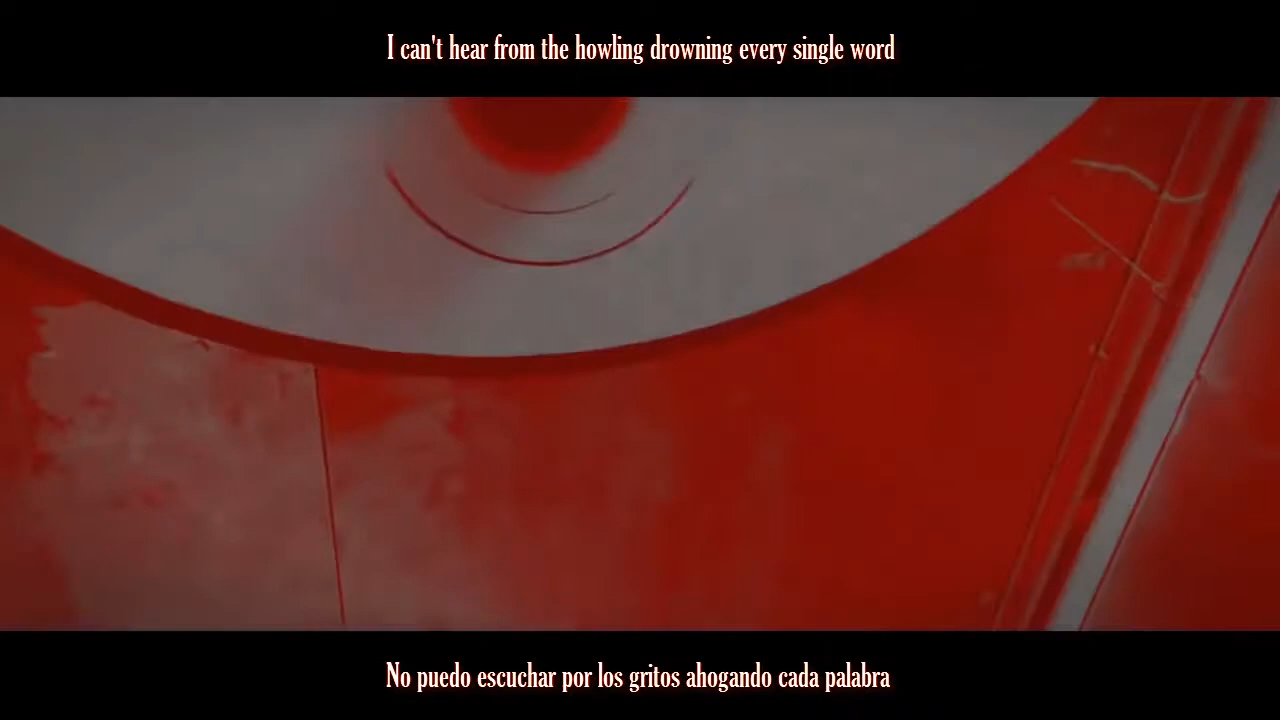 I can't hear from the howling drowning every single word
No puedo escuchar por los gritos ahogando cada palabra